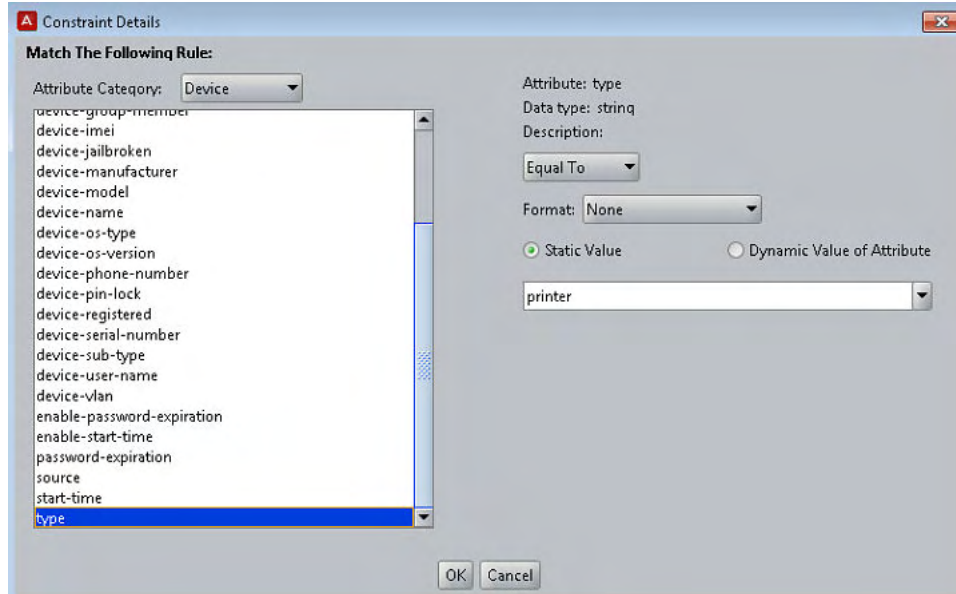 Constraint Details
Match The Following Rule:
Attribute Category: Device
device-group-member
device-imei
device-jailbroken
device-manufacturer
device-model
device-name
device-os-type
device-os-version
device-phone-number
device-pin-lock
device-registered
device-serial-number
device-sub-type
device-user-name
device-vlan
enable-password-expiration
enable-start-time
password-expiration
source
start-time
type
Attribute: type
Data type: string
Description:
Equal To
Format: None
Static Value Dynamic Value of Attribute
printer
OK Cancel